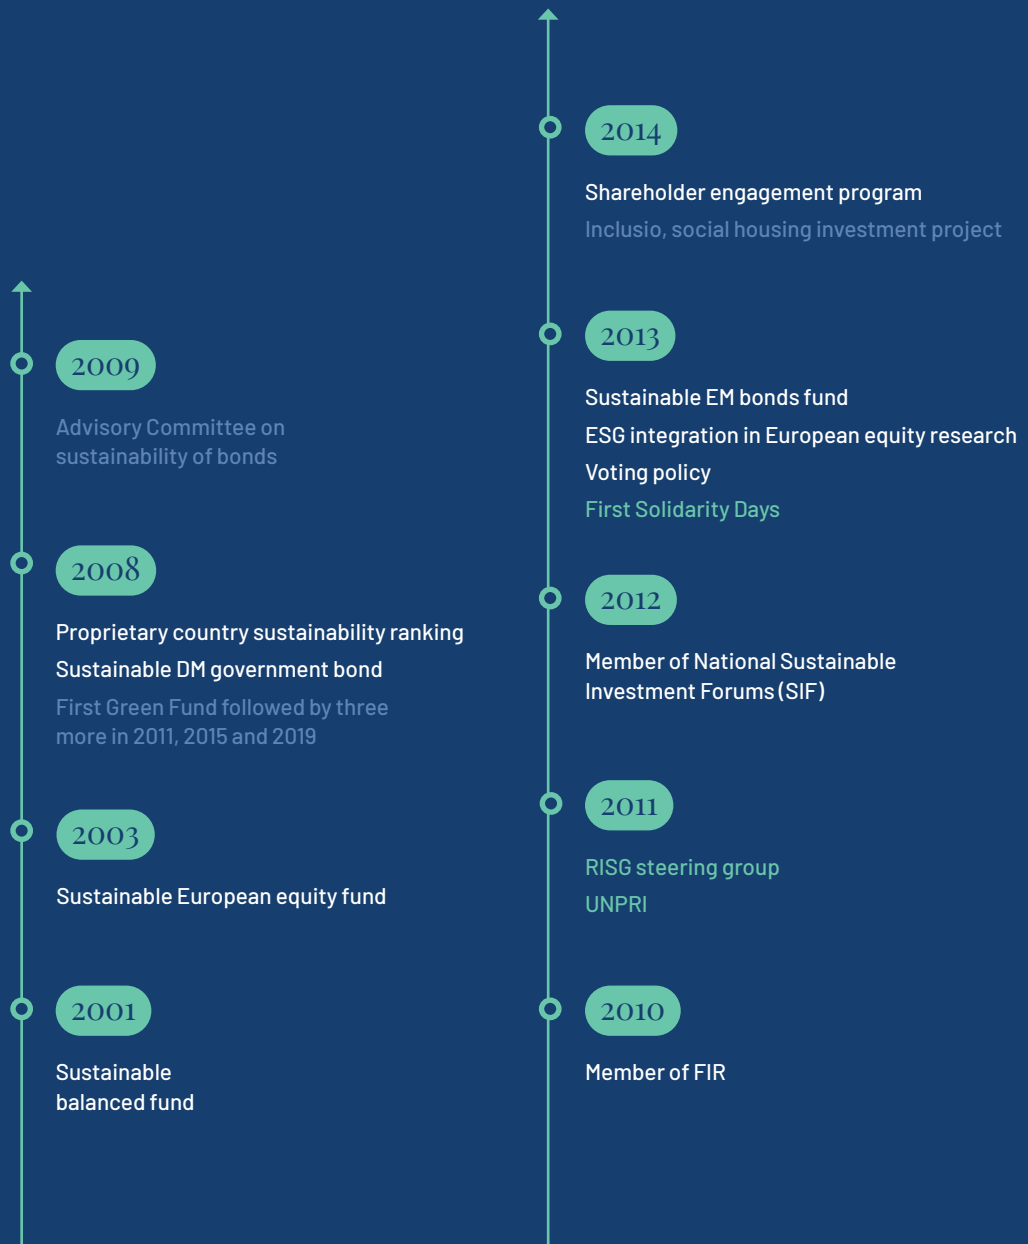 2009
Advisory Committee on
sustainability of bonds
2008
Proprietary country sustainability ranking
Sustainable DM government bond
First Green Fund followed by three
more in 2011, 2015 and 2019
2003
Sustainable European equity fund
2001
Sustainable
balanced fund
2014
Shareholder engagement program
Inclusio, social housing investment project
2013
Sustainable EM bonds fund
ESG integration in European equity research
Voting policy
First Solidarity Days
2012
Member of National Sustainable
Investment Forums (SIF)
2011
RISG steering group
UNPRI
2010
Member of FIR